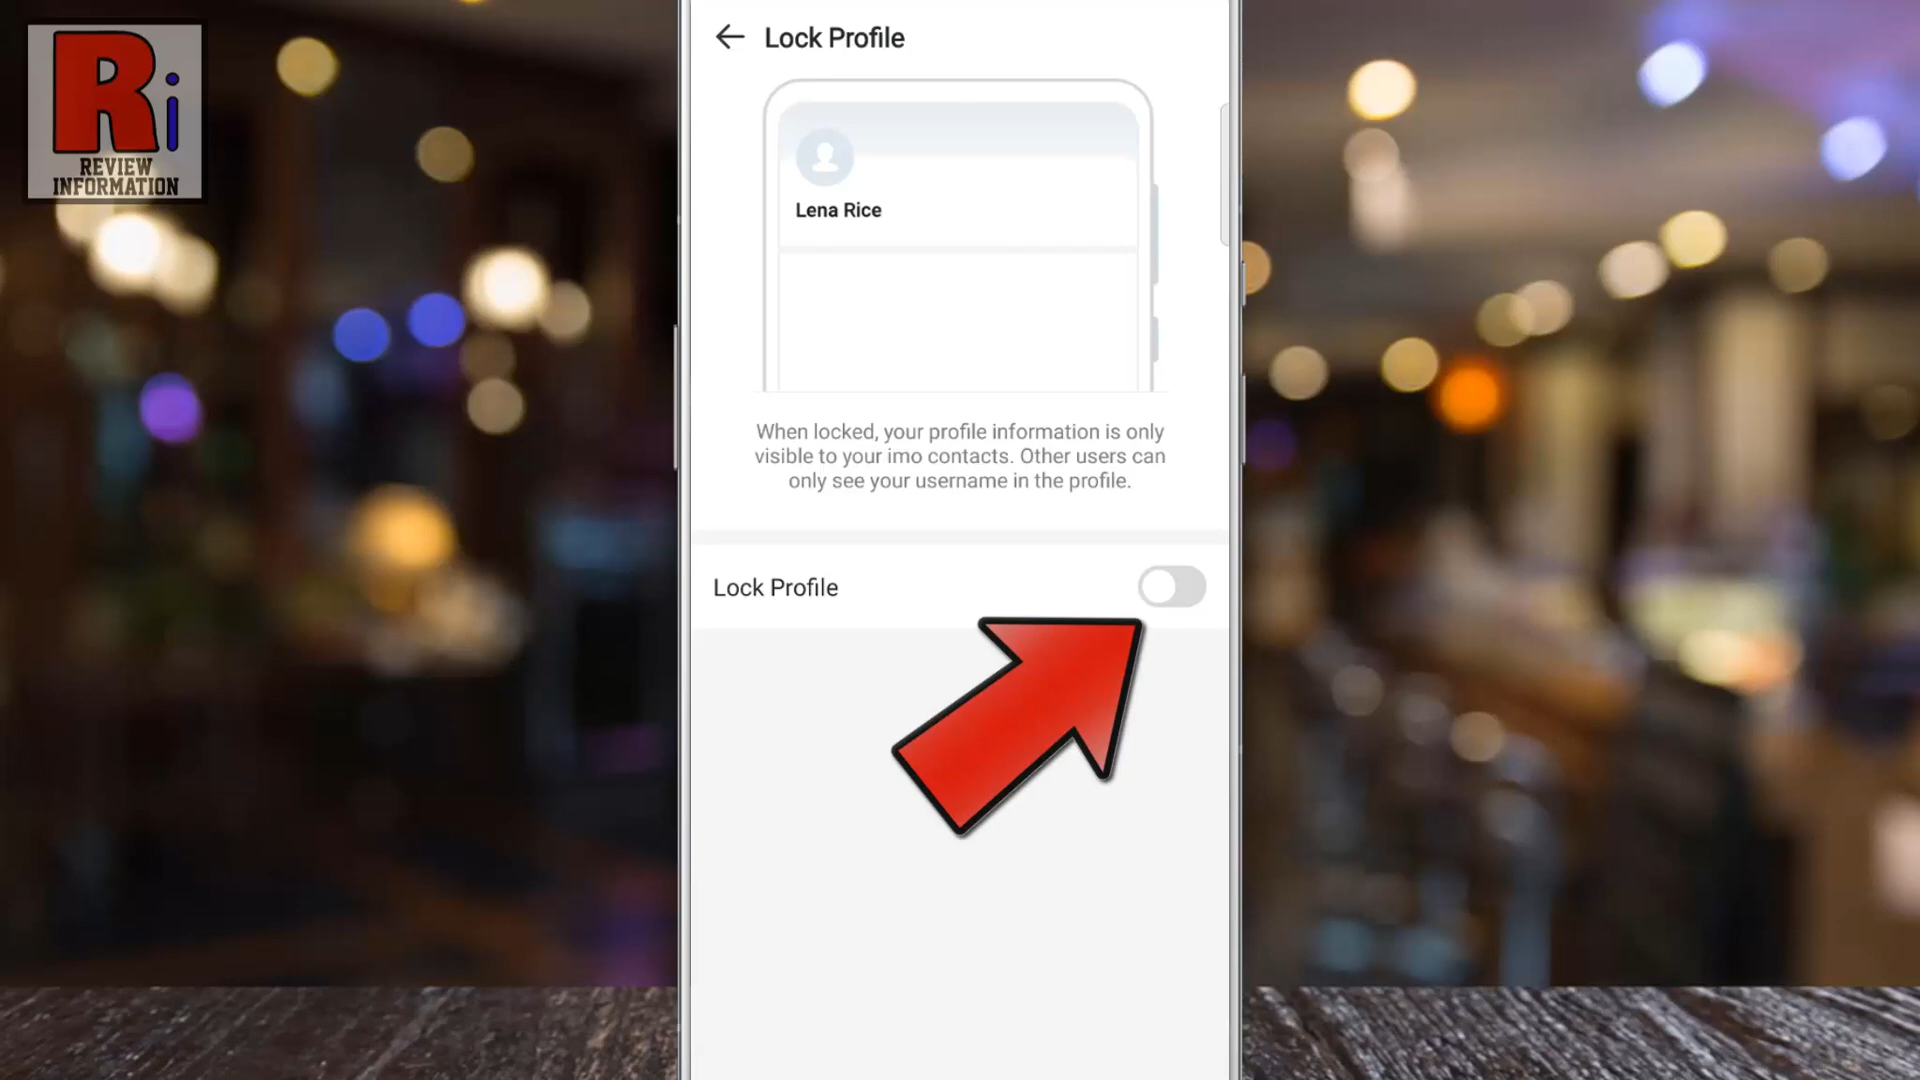 Ri
REVIEW
INFORMATION
Lock Profile
Lena Rice
When locked, your profile information is only
visible to your imo contacts. Other users can
only see your username in the profile.
Lock Profile